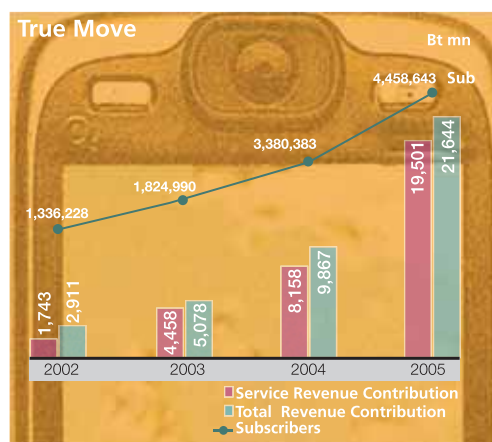 True Move
Bt mn
4,458,643 Sub
3,380,383
1,824,990
1,336,228
1,743
2,911
4,458
5,078
8,158
9,867
19,501
21,644
2002 2003 2004 2005
Service Revenue Contribution
Total Revenue Contribution
Subscribers